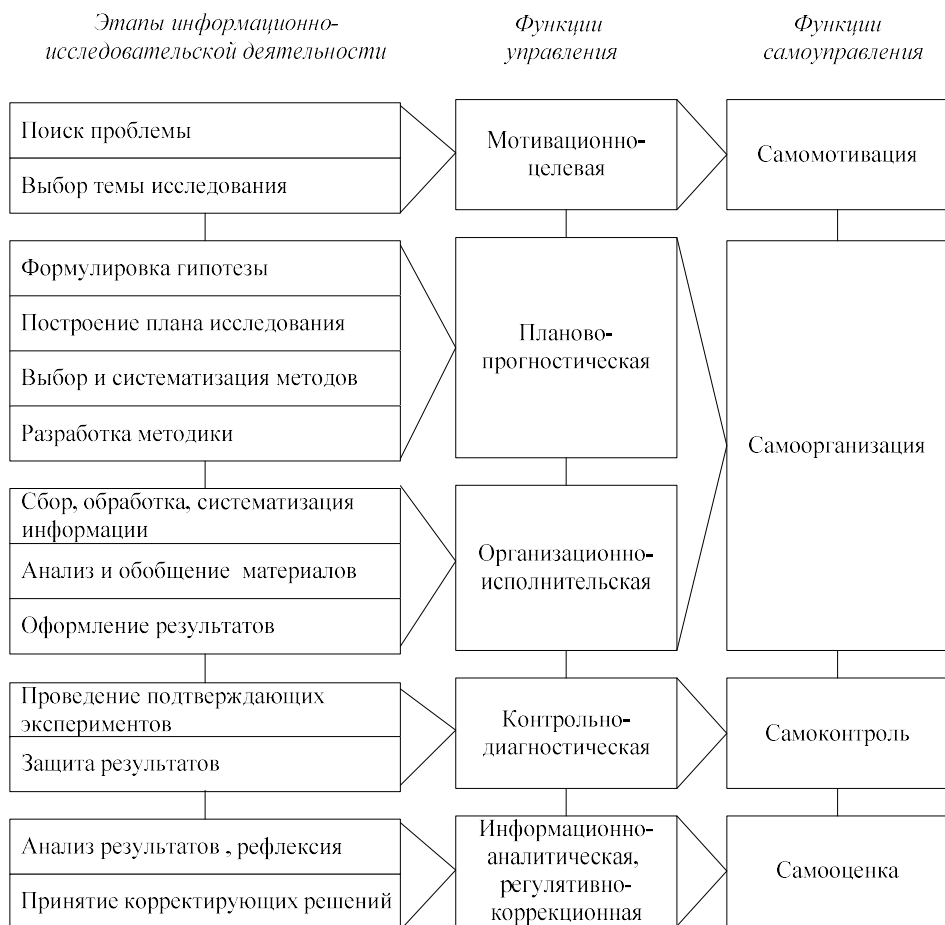 Этапы информационно-
исследовательской деятельности
Функции
управления
Функции
самоуправления
Поиск проблемы
Выбор темы исследования
Мотивационно-
целевая
Самомотивация
Формулировка гипотезы
Построение плана исследования
Выбор и систематизация методов
Разработка методики
Планово-
прогностическая
Самоорганизация
Сбор, обработка, систематизация
информации
Анализ и обобщение материалов
Оформление результатов
Организационно-
исполнительская
Проведение подтверждающих
экспериментов
Защита результатов
Контрольно-
диагностическая
Самоконтроль
Анализ результатов , рефлексия
Принятие корректирующих решений
Информационно-
аналитическая,
регулятивно-
коррекционная
Самооценка